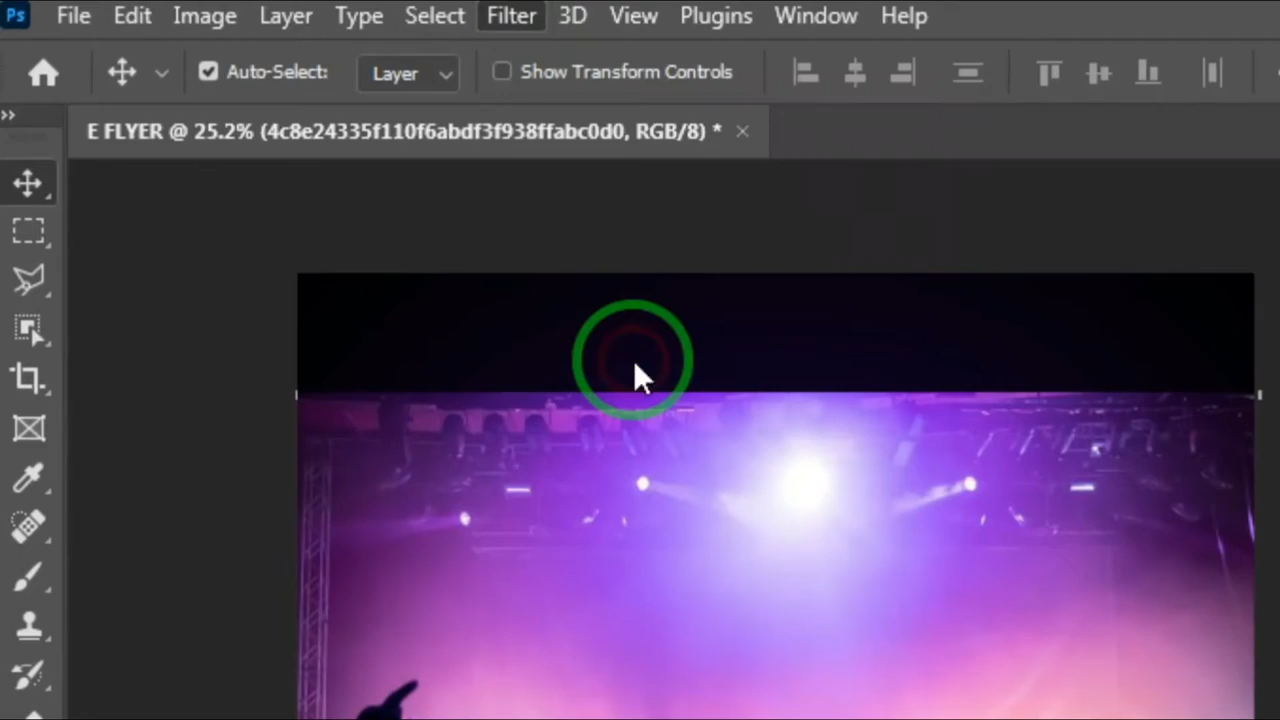 Ps File Edit Image Layer Type Select Filter 3D View Plugins Window Help
Auto-Select: Layer Show Transform Controls
E FLYER @ 25.2% (4c8e24335f110f6abdf3f938ffabc0d0, RGB/8) *